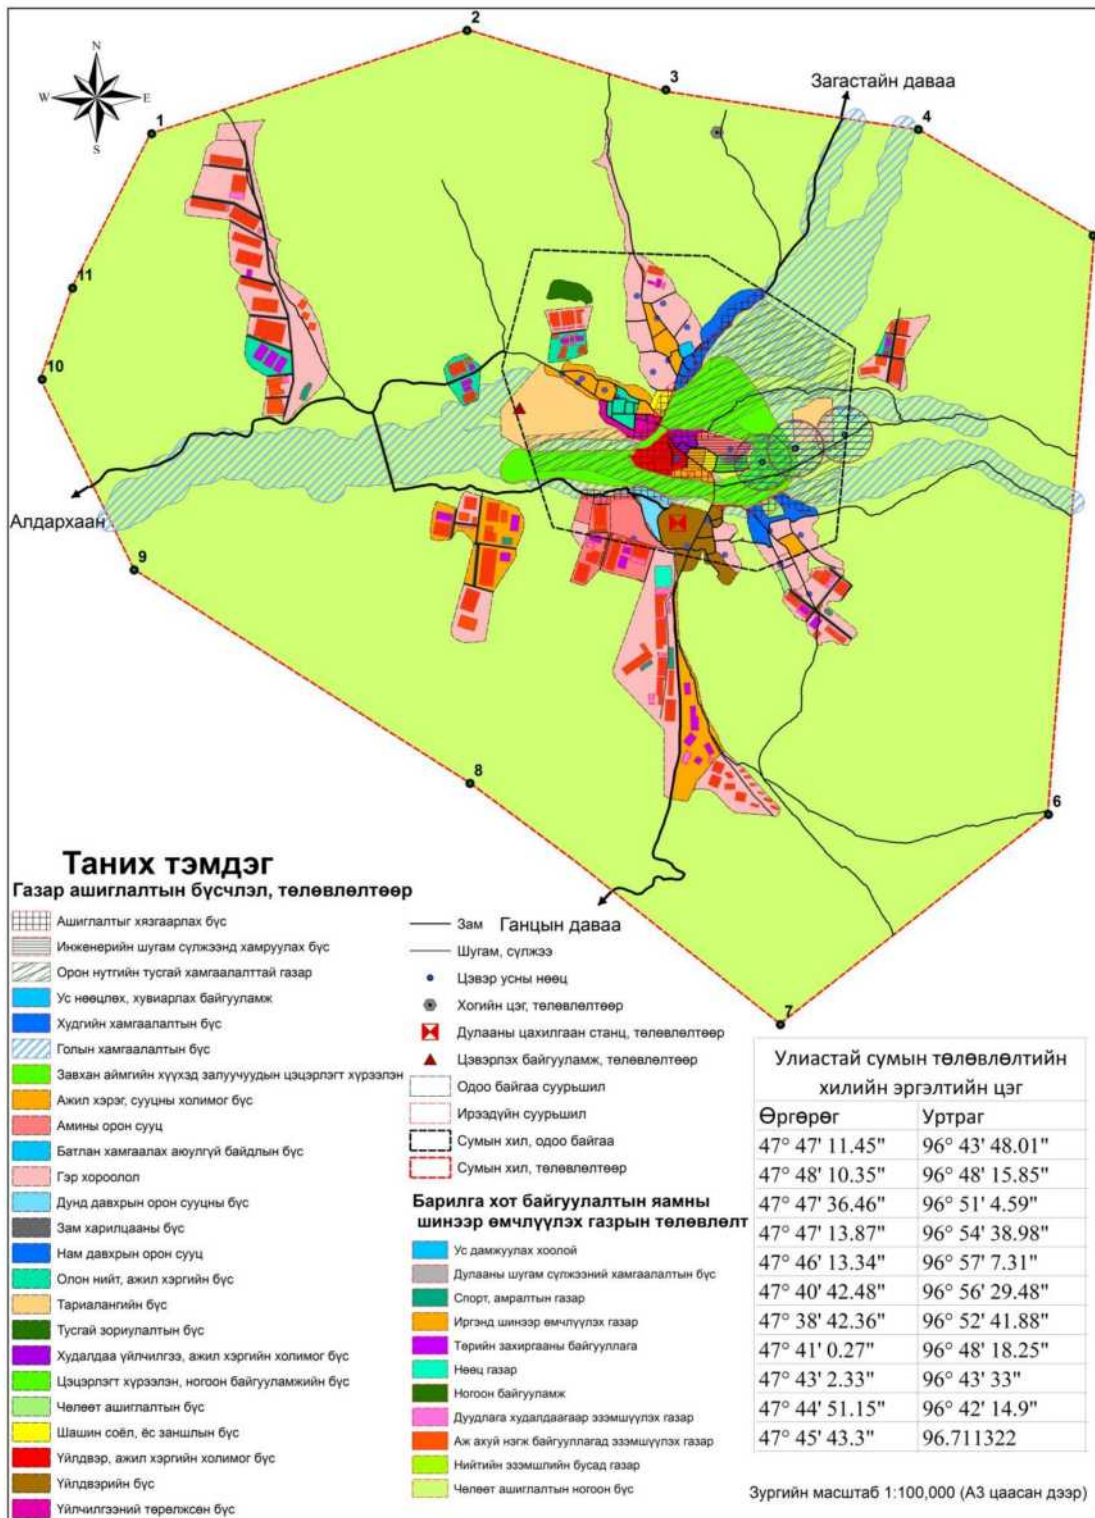 2
N
W
E
S
3
Загастайн даваа
4
1
11
10
Алдархаан
9
8
6
7
Таних тэмдэг
Газар ашиглалтын бүсчлэл, төлөвлөлтөөр
Ашиглалтыг хязгаарлах бүс
Инженерийн шугам сүлжээнд хамруулах бүс
Орон нутгийн тусгай хамгаалалттай газар
Ус нөөцлөх, хувиарлах байгууламж
Худгийн хамгаалалтын бүс
Голын хамгаалалтын бүс
Завхан аймгийн хүүхэд залуучуудын цэцэрлэгт хүрээлэн
Ажил хэрэг, сууцны холимог бүс
Амины орон сууц
Батлан хамгаалах аюулгүй байдлын бүс
Гэр хороолол
Дунд давхрын орон сууцны бүс
Зам харилцааны бүс
Нам давхрын орон сууц
Олон нийт, ажил хэргийн бүс
Тариалангийн бүс
Тусгай зориулалтын бүс
Худалдаа үйлчилгээ, ажил хэргийн холимог бүс
Цэцэрлэгт хүрээлэн, ногоон байгууламжийн бүс
Чөлөөт ашиглалтын бүс
Шашин соёл, ёс заншлын бүс
Үйлдвэр, ажил хэргийн холимог бүс
Үйлдвэрийн бүс
Үйлчилгээний төрөлжсөн бүс
Зам
Ганцын даваа
Шугам, сүлжээ
Цэвэр усны нөөц
Хогийн цэг, төлөвлөлтөөр
Дулааны цахилгаан станц, төлөвлөлтөөр
Цэвэрлэх байгууламж, төлөвлөлтөөр
Одоо байгаа суурьшил
Ирээдүйн суурьшил
Сумын хил, одоо байгаа
Сумын хил, төлөвлөлтөөр
Барилга хот байгуулалтын яамны
шинээр өмчлүүлэх газрын төлөвлөлт
Ус дамжуулах хоолой
Дулааны шугам сүлжээний хамгаалалтын бүс
Спорт, амралтын газар
Иргэнд шинээр өмчлүүлэх газар
Төрийн захиргааны байгууллага
Нөөц газар
Ногоон байгууламж
Дуудлага худалдаагаар эзэмшүүлэх газар
Аж ахуй нэгж байгууллагад эзэмшүүлэх газар
Нийтийн эзэмшлийн бусад газар
Чөлөөт ашиглалтын ногоон бүс
Улиастай сумын төлөвлөлтийн
хилийн эргэлтийн цэг
Өргөрөг Уртраг
47° 47' 11.45" 96° 43' 48.01"
47° 48' 10.35" 96° 48' 15.85"
47° 47' 36.46" 96° 51' 4.59"
47° 47' 13.87" 96° 54' 38.98"
47° 46' 13.34" 96° 57' 7.31"
47° 40' 42.48" 96° 56' 29.48"
47° 38' 42.36" 96° 52' 41.88"
47° 41' 0.27" 96° 48' 18.25"
47° 43' 2.33" 96° 43' 33"
47° 44' 51.15" 96° 42' 14.9"
47° 45' 43.3" 96.711322
Зургийн масштаб 1:100,000 (А3 цаасан дээр)